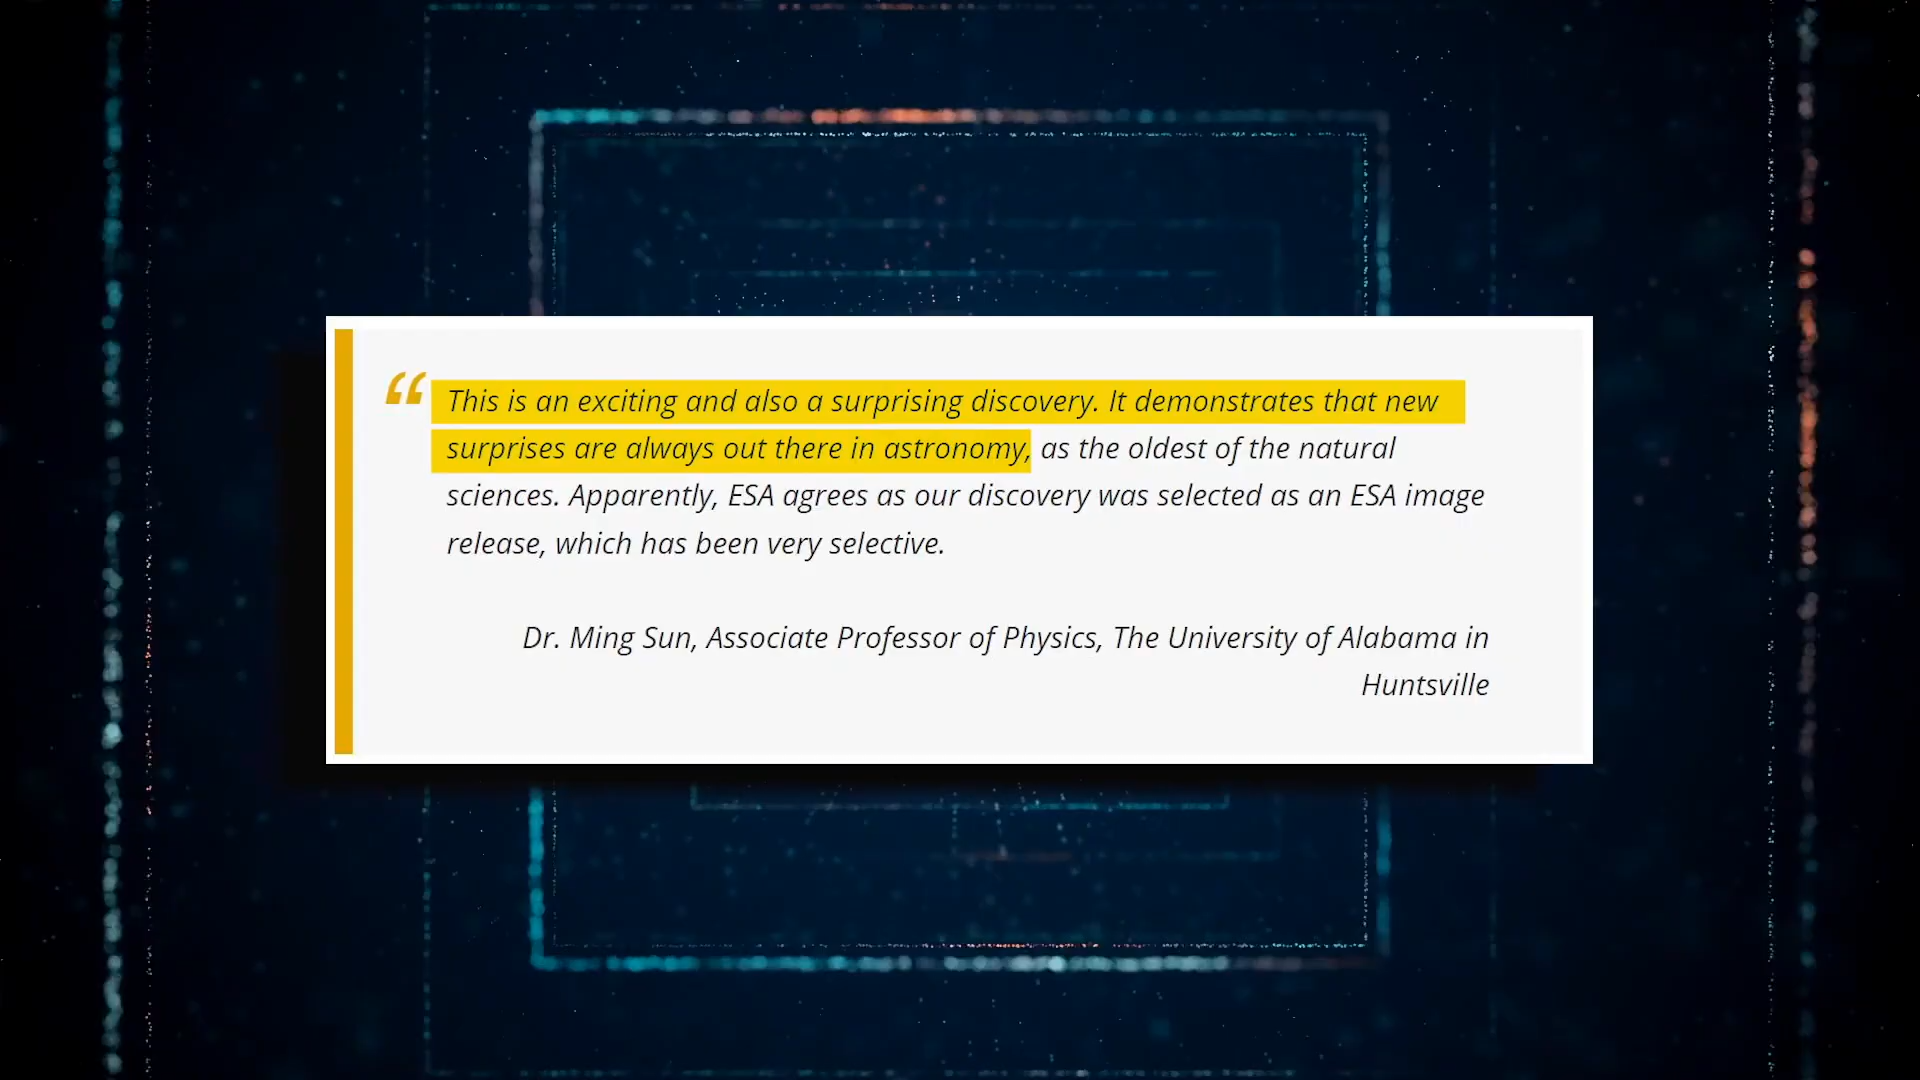 “ This is an exciting and also a surprising discovery. It demonstrates that new
surprises are always out there in astronomy, as the oldest of the natural
sciences. Apparently, ESA agrees as our discovery was selected as an ESA image
release, which has been very selective.
Dr. Ming Sun, Associate Professor of Physics, The University of Alabama in
Huntsville